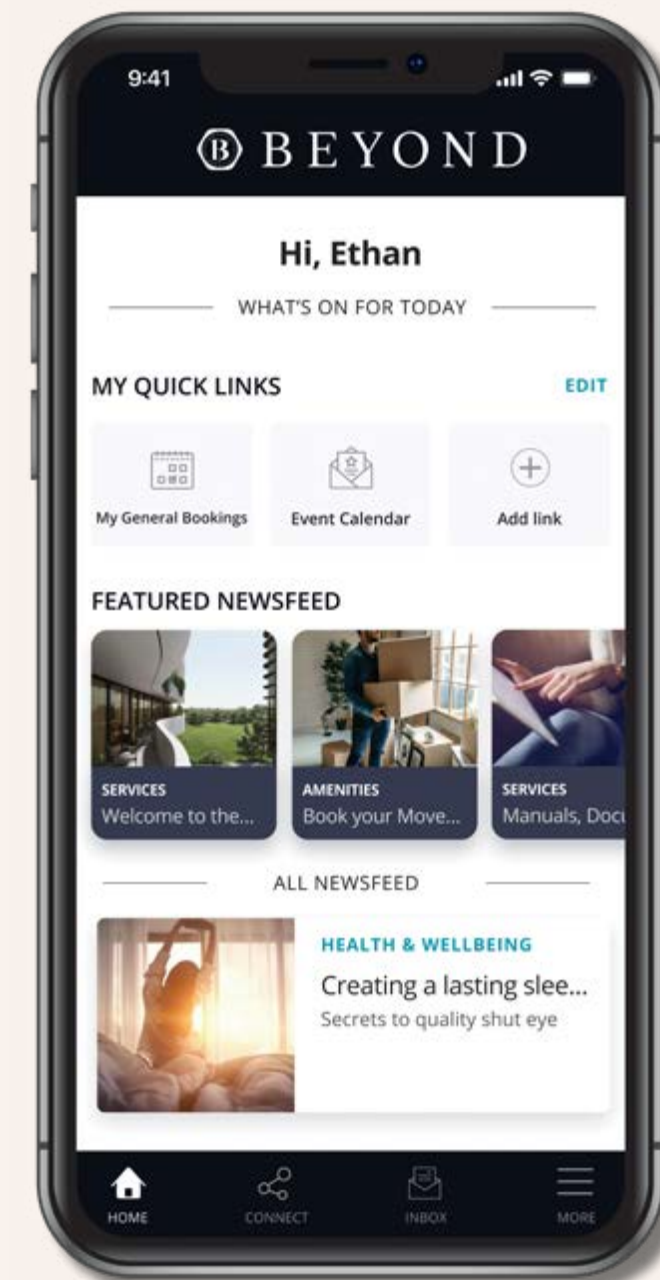 9:41
B BEYOND
Hi, Ethan
WHAT'S ON FOR TODAY
MY QUICK LINKS
EDIT
My General Bookings
Event Calendar
Add link
FEATURED NEWSFEED
SERVICES
Welcome to the...
AMENITIES
Book your Move...
SERVICES
Manuals, Docu
ALL NEWSFEED
HEALTH & WELLBEING
Creating a lasting slee...
Secrets to quality shut eye
HOME
CONNECT
INBOX
MORE